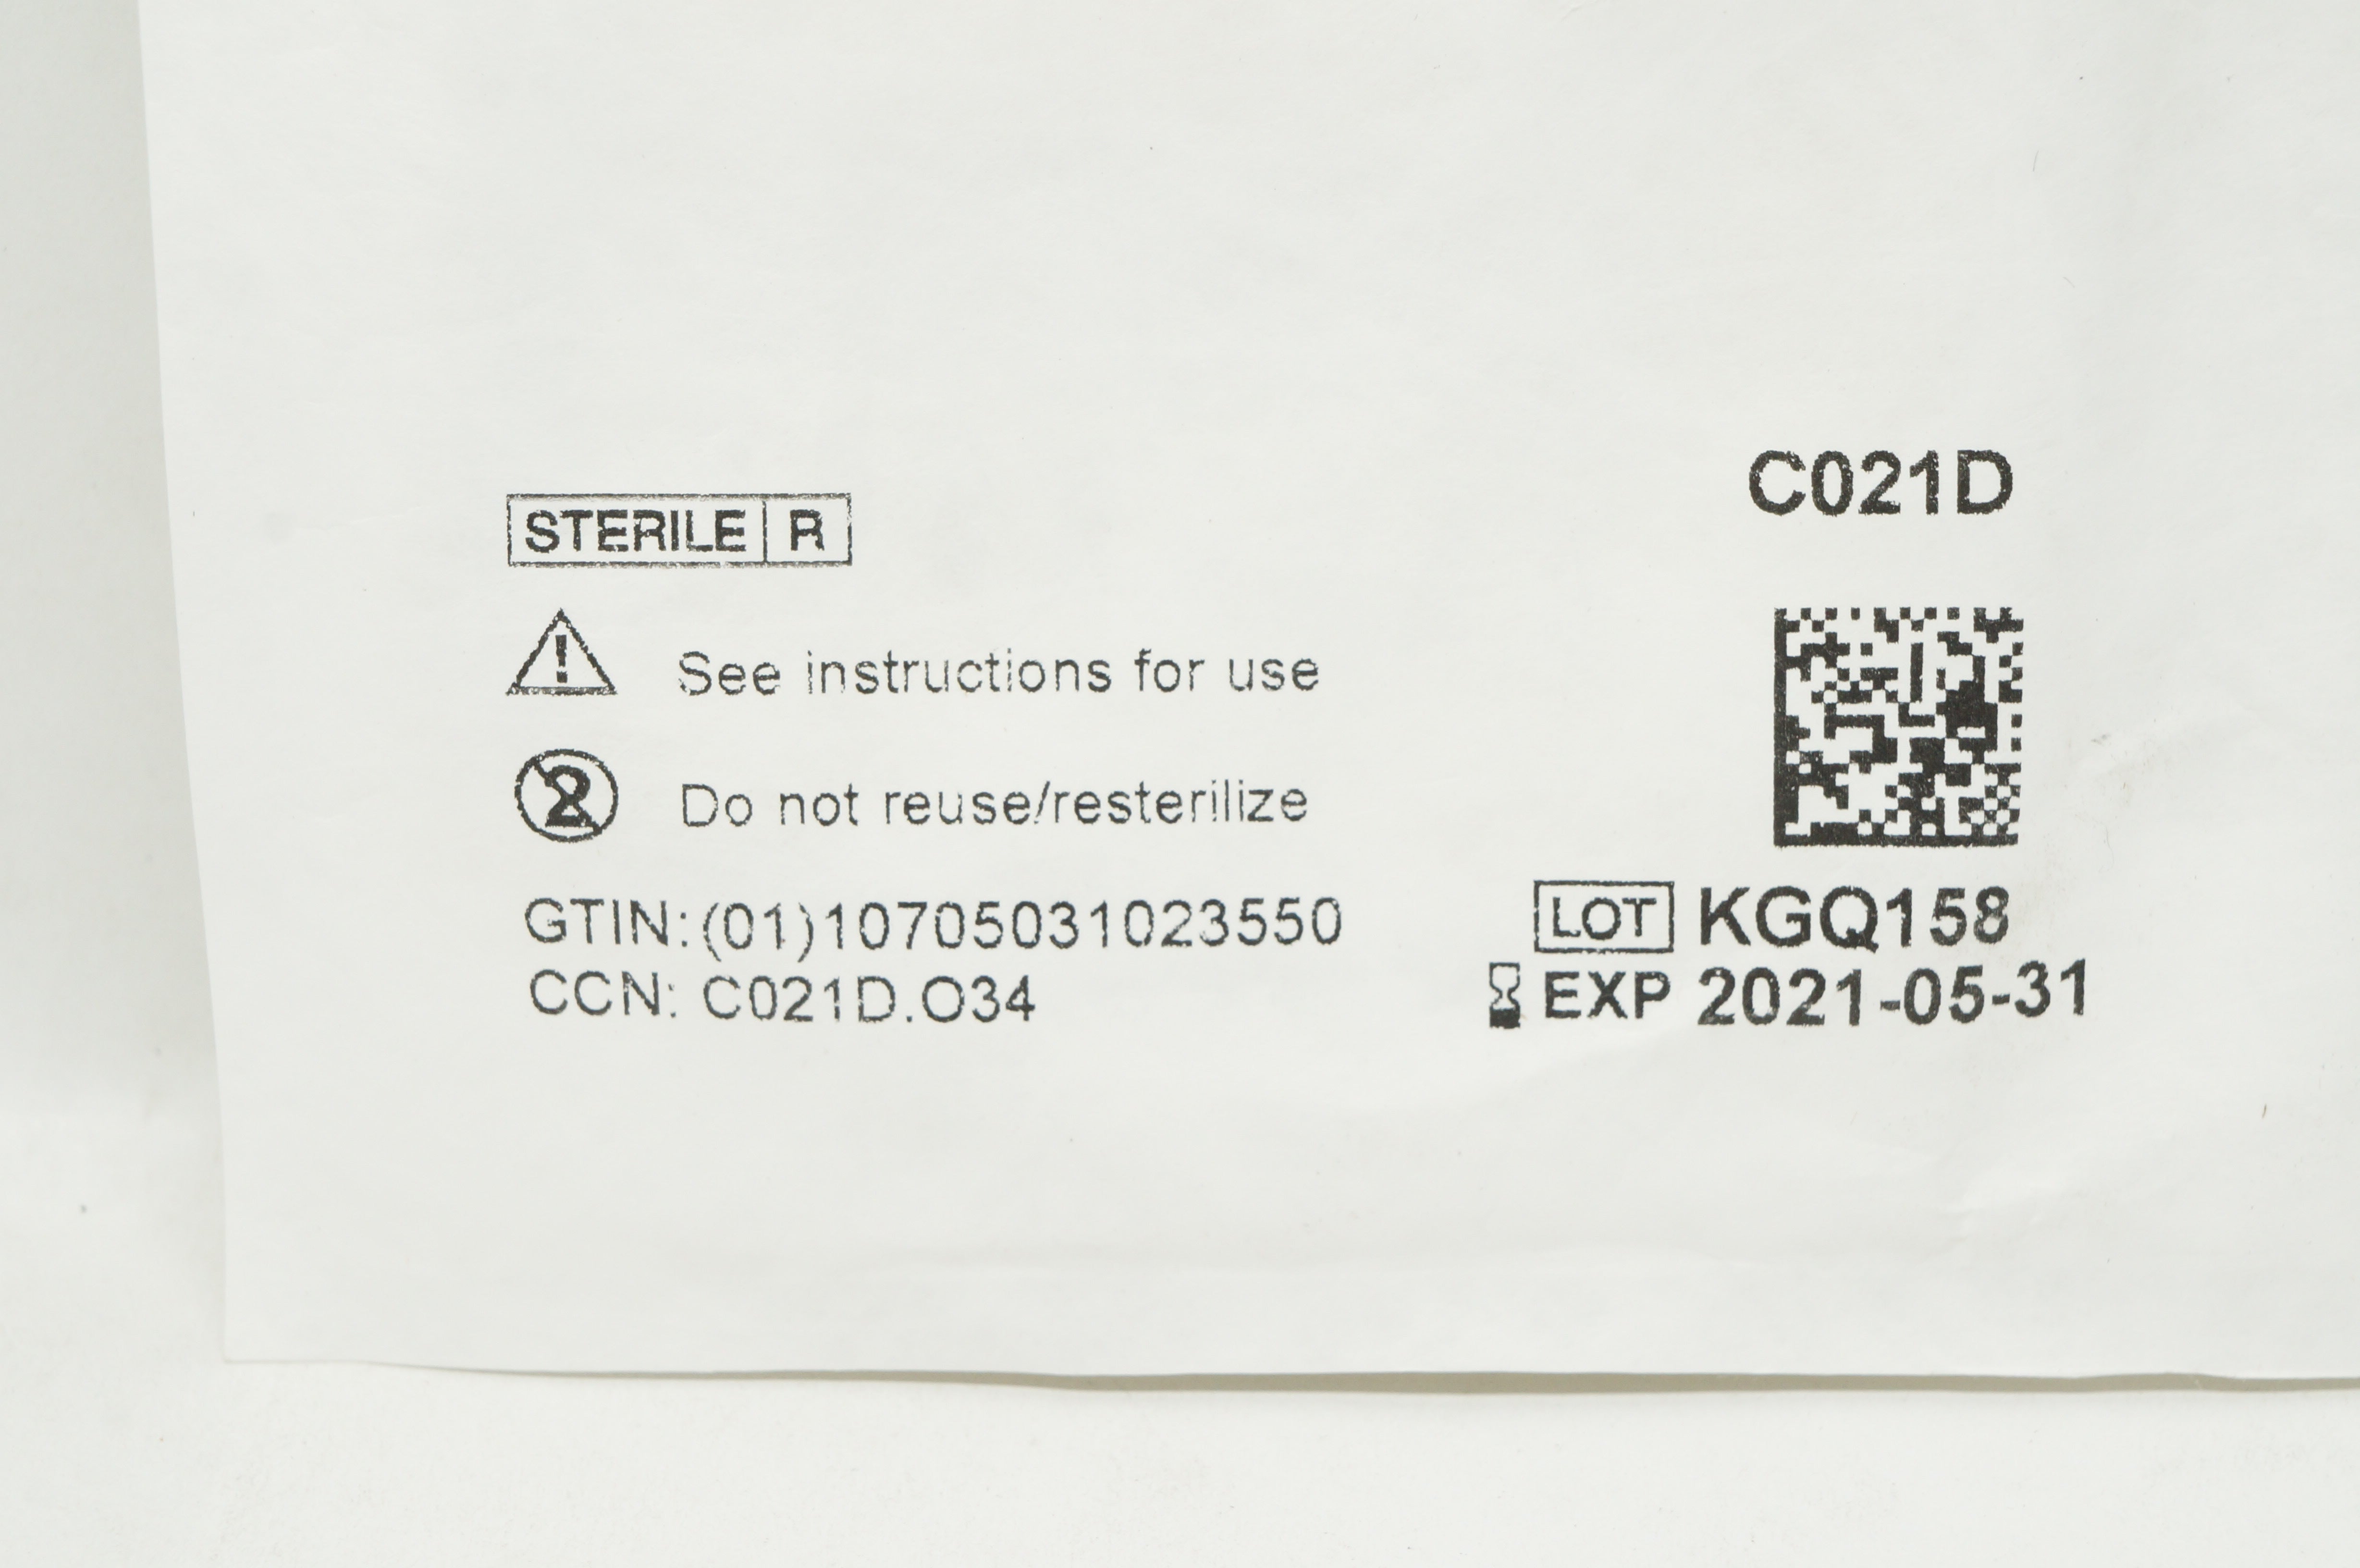 C021D
STERILE R
See instructions for use
Do not reuse/resterilize
GTIN:(01)10705031023550
CCN: C021D.O34
LOT KGQ158
EXP 2021-05-31